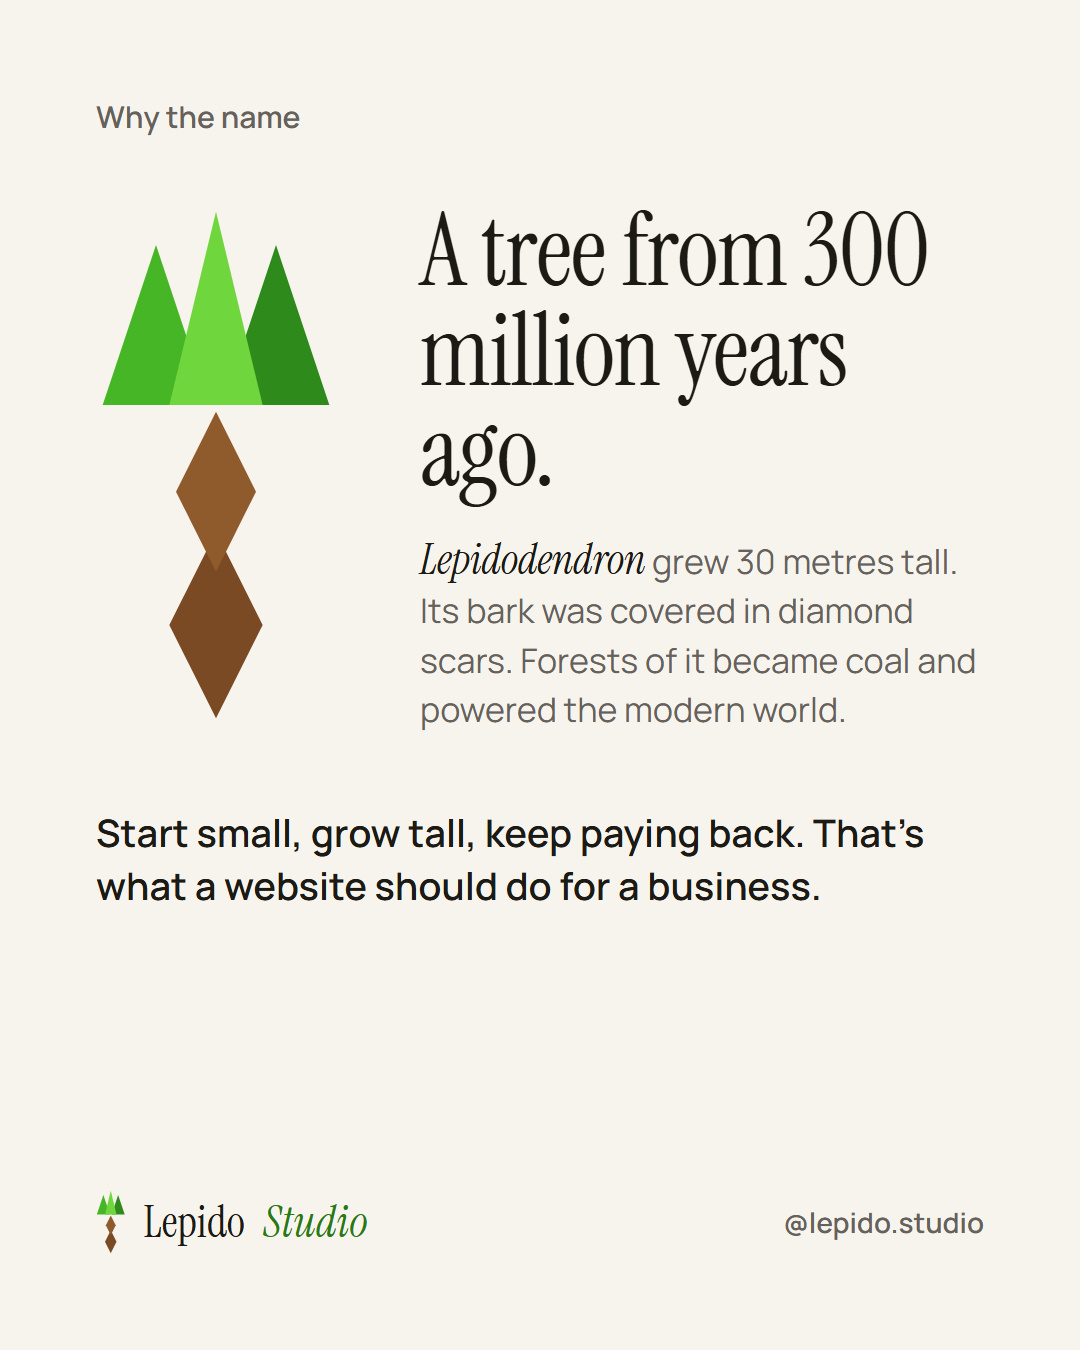 Why the name
A tree from 300
million years
ago.
Lepidodendron grew 30 metres tall.
Its bark was covered in diamond
scars. Forests of it became coal and
powered the modern world.
Start small, grow tall, keep paying back. That’s
what a website should do for a business.
Lepido Studio
@lepido.studio